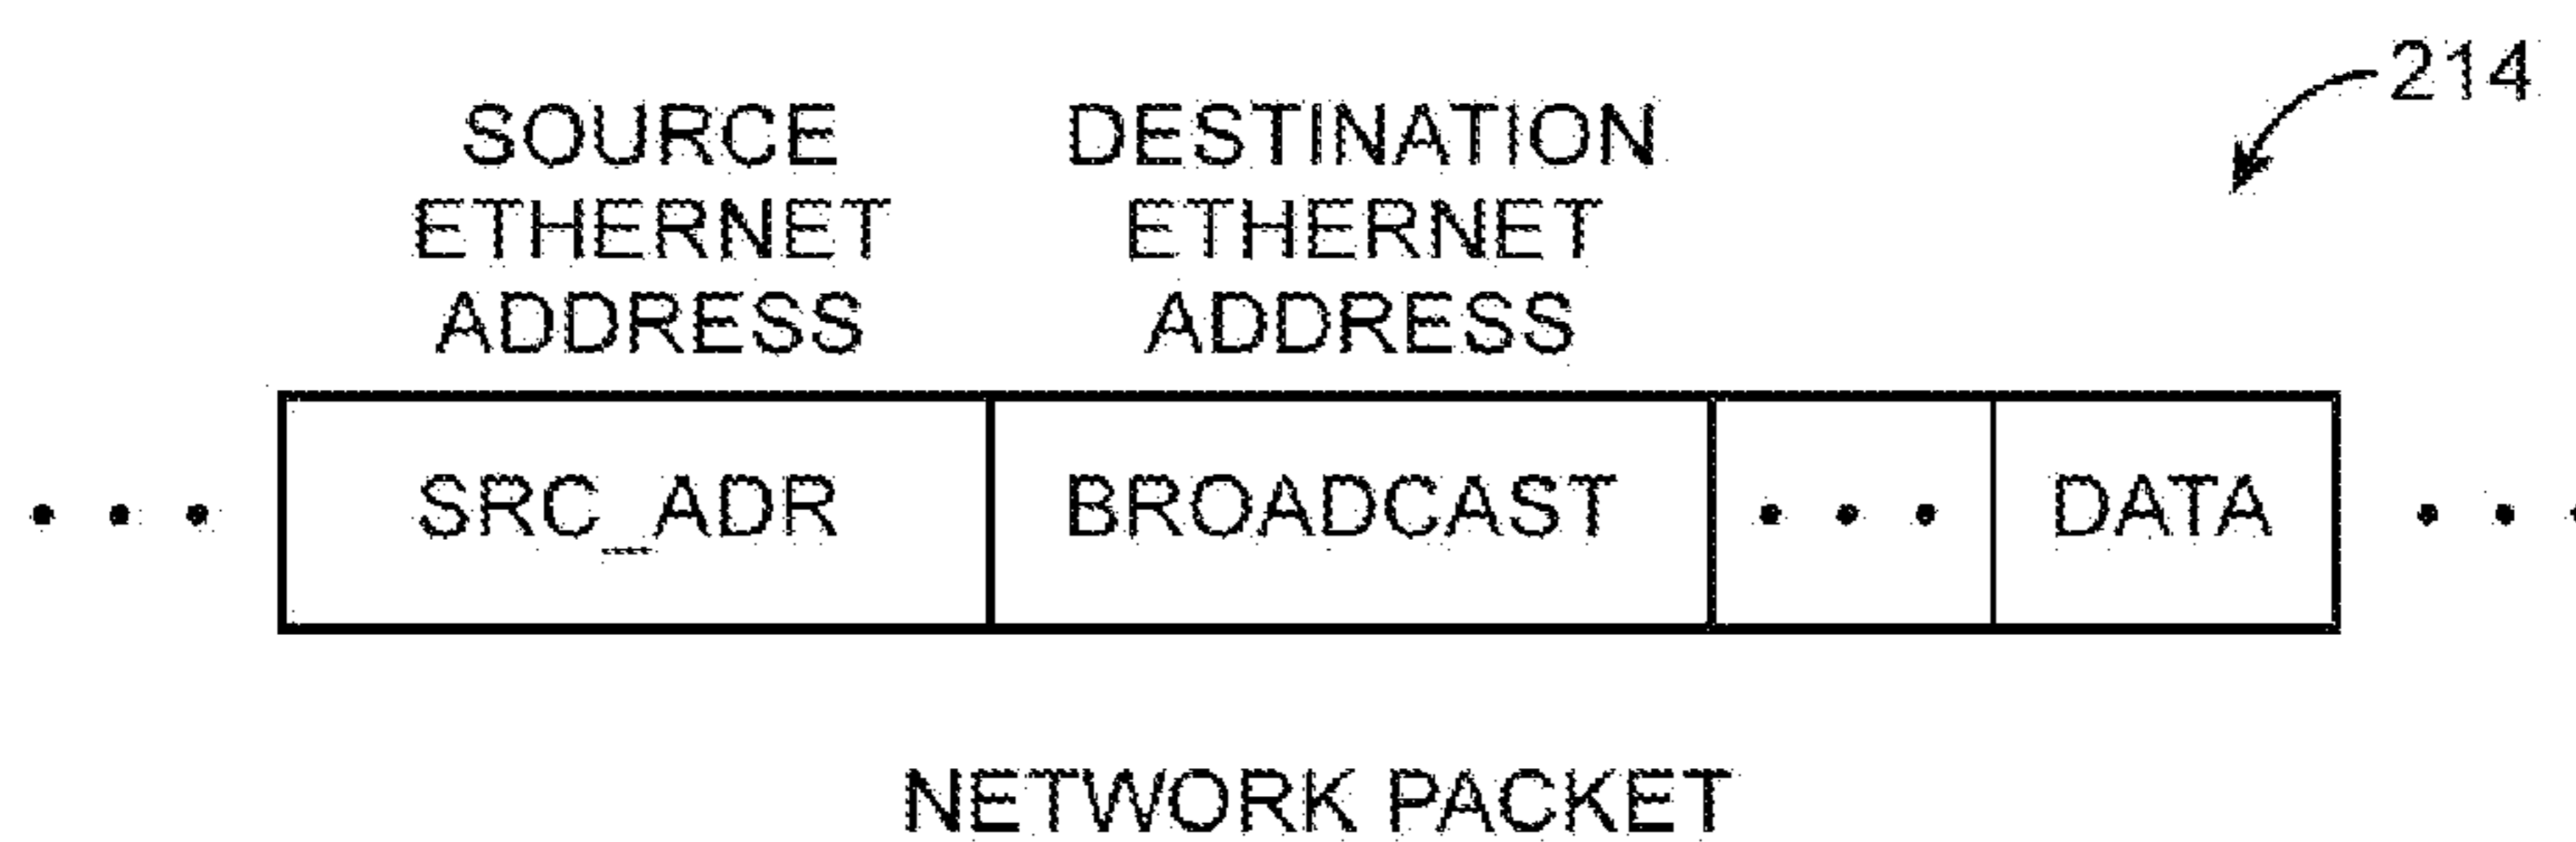 214
SOURCE
ETHERNET
ADDRESS
DESTINATION
ETHERNET
ADDRESS
• • • SRC_ADR BROADCAST • • • DATA • • •
NETWORK PACKET